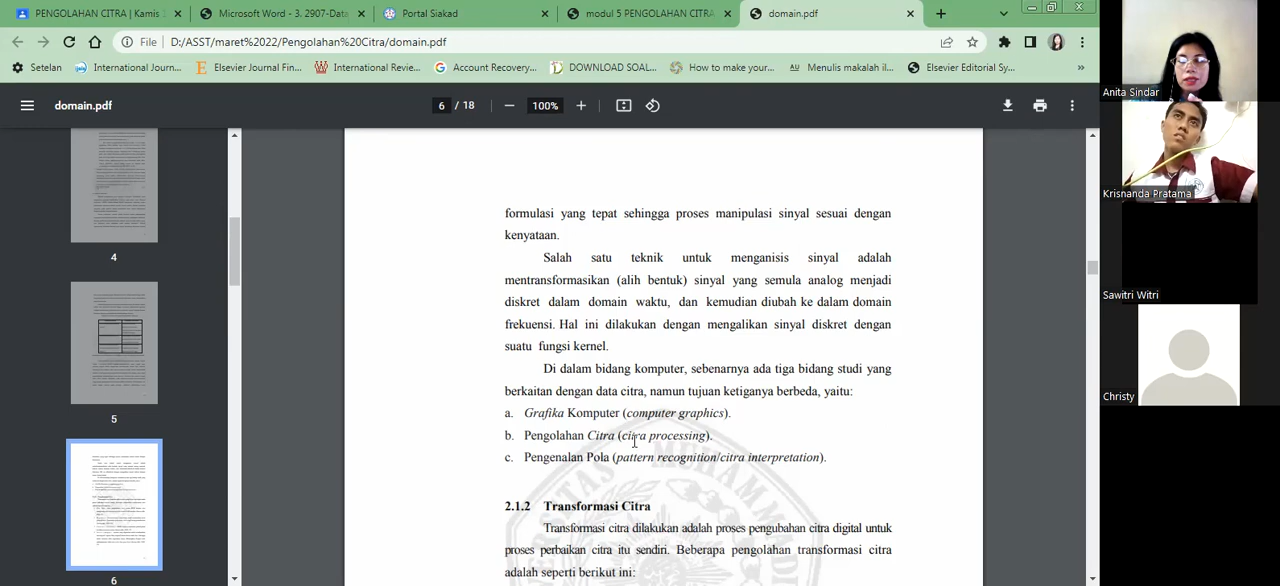 PENGOLAHAN CITRA | Kamis
Microsoft Word - 3. 2907-Data
Portal Siakad
modul 5 PENGOLAHAN CITRA
domain.pdf
File D:/ASST/maret%2022/Pengolahan%20Citra/domain.pdf
Setelan
International Journ...
Elsevier Journal Fin...
International Revie...
Account Recovery...
DOWNLOAD SOAL...
How to make your...
Menulis makalah il...
Elsevier Editorial Sy...
»
domain.pdf
6 / 18
100%
4
5
6
formulasi yang tepat sehingga proses manipulasi sinyal sesuai dengan
kenyataan.
Salah satu teknik untuk menganisis sinyal adalah
mentransformasikan (alih bentuk) sinyal yang semula analog menjadi
diskret dalam domain waktu, dan kemudian diubah ke dalam domain
frekuensi. Hal ini dilakukan dengan mengalikan sinyal diskret dengan
suatu fungsi kernel.
Di dalam bidang komputer, sebenarnya ada tiga bidang studi yang
berkaitan dengan data citra, namun tujuan ketiganya berbeda, yaitu:
a. Grafika Komputer (computer graphics).
b. Pengolahan Citra (citra processing).
c. Pengenalan Pola (pattern recognition/citra interpretation).
2.1.2 Transformasi Citra
Transformasi citra dilakukan adalah proses pengubahan citra digital untuk
proses perbaikan citra itu sendiri. Beberapa pengolahan transformasi citra
adalah seperti berikut ini:
Anita Sindar
Krisnanda Pratama
Sawitri Witri
Christy